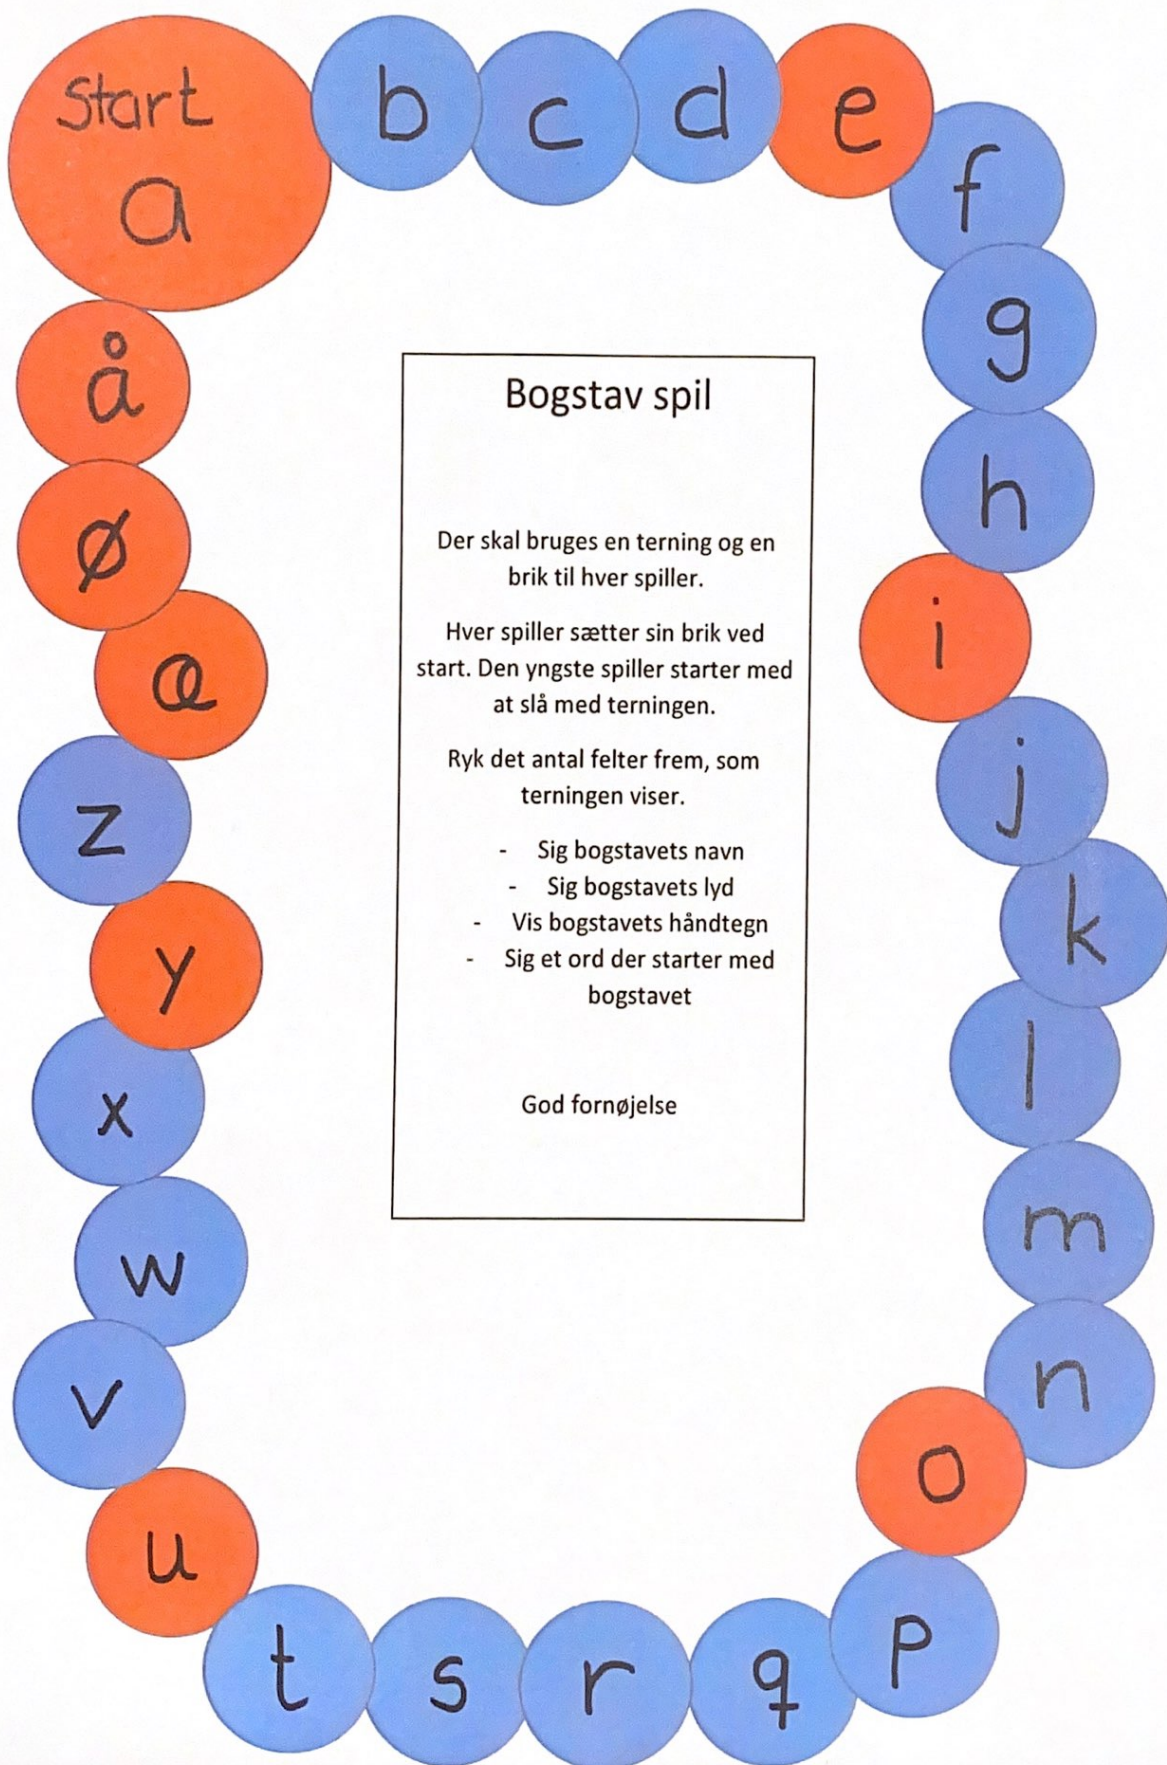 Start
a
b
c
d
e
f
g
h
i
j
k
l
m
n
o
p
q
r
s
t
u
v
w
x
y
z
æ
ø
å
Bogstav spil
Der skal bruges en terning og en
brik til hver spiller.
Hver spiller sætter sin brik ved
start. Den yngste spiller starter med
at slå med terningen.
Ryk det antal felter frem, som
terningen viser.
- Sig bogstavets navn
- Sig bogstavets lyd
- Vis bogstavets håndtegn
- Sig et ord der starter med
bogstavet
God fornøjelse